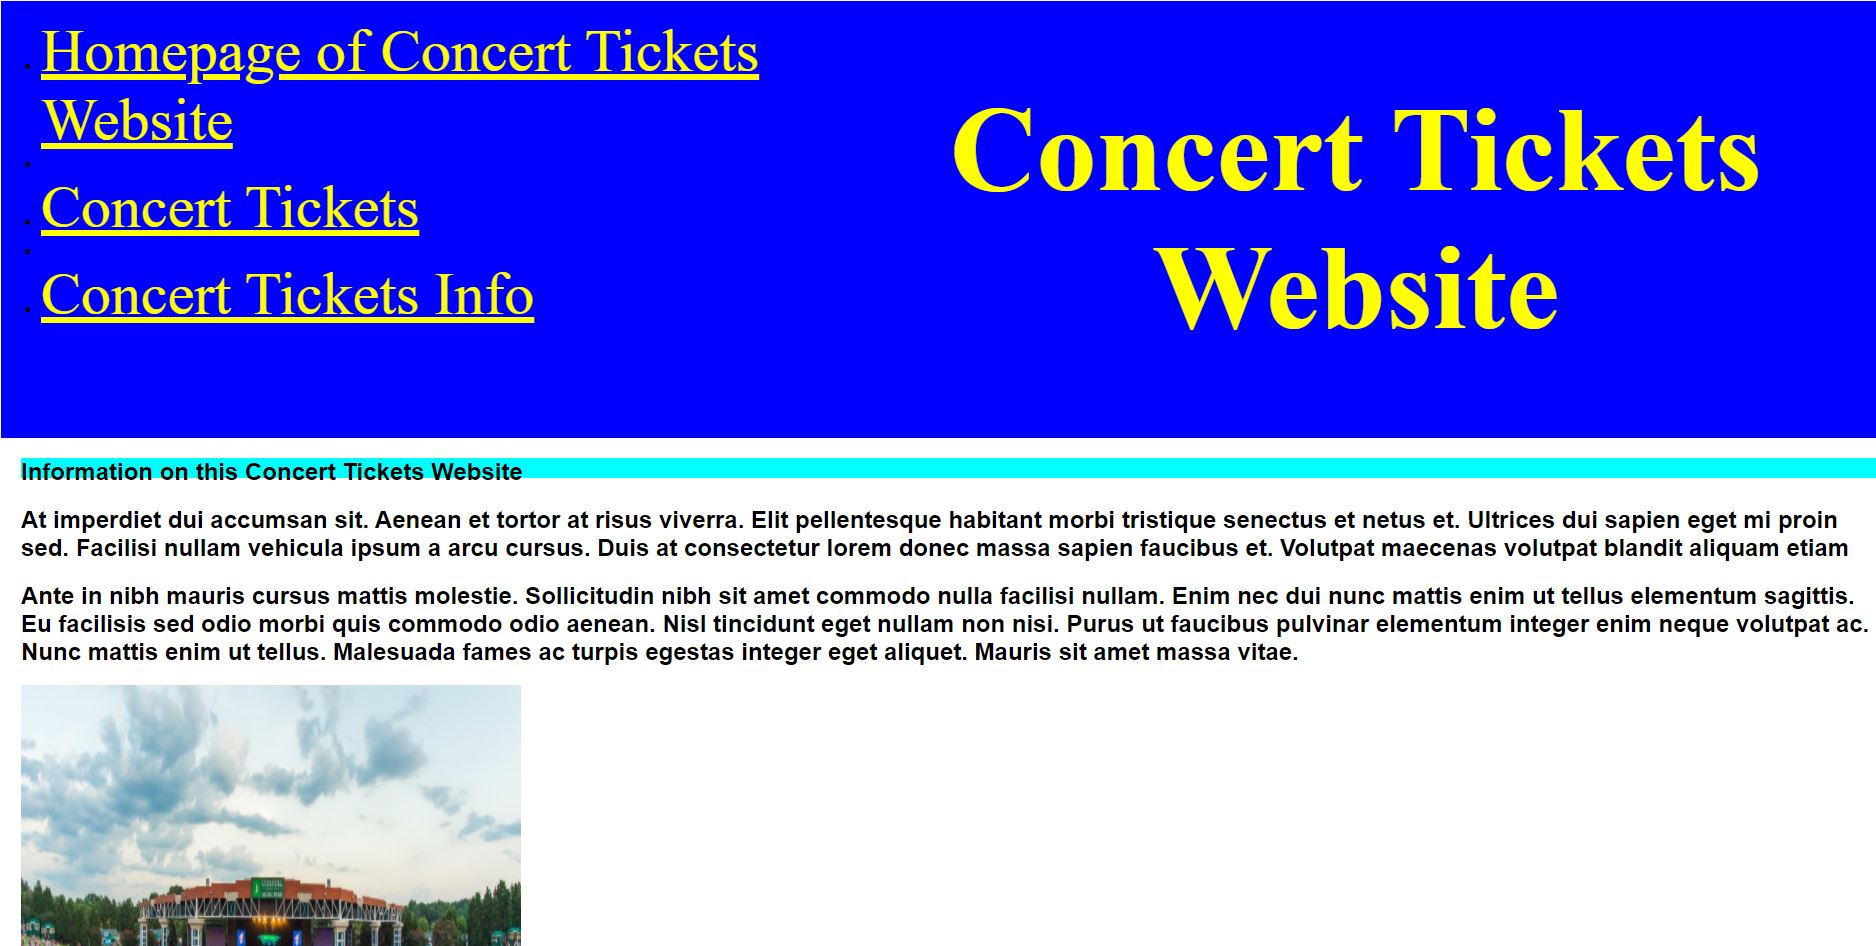 Homepage of Concert Tickets
Website
Concert Tickets
Concert Tickets Info
Concert Tickets
Website
Information on this Concert Tickets Website
At imperdiet dui accumsan sit. Aenean et tortor at risus viverra. Elit pellentesque habitant morbi tristique senectus et netus et. Ultrices dui sapien eget mi proin
sed. Facilisi nullam vehicula ipsum a arcu cursus. Duis at consectetur lorem donec massa sapien faucibus et. Volutpat maecenas volutpat blandit aliquam etiam
Ante in nibh mauris cursus mattis molestie. Sollicitudin nibh sit amet commodo nulla facilisi nullam. Enim nec dui nunc mattis enim ut tellus elementum sagittis.
Eu facilisis sed odio morbi quis commodo odio aenean. Nisl tincidunt eget nullam non nisi. Purus ut faucibus pulvinar elementum integer enim neque volutpat ac.
Nunc mattis enim ut tellus. Malesuada fames ac turpis egestas integer eget aliquet. Mauris sit amet massa vitae.